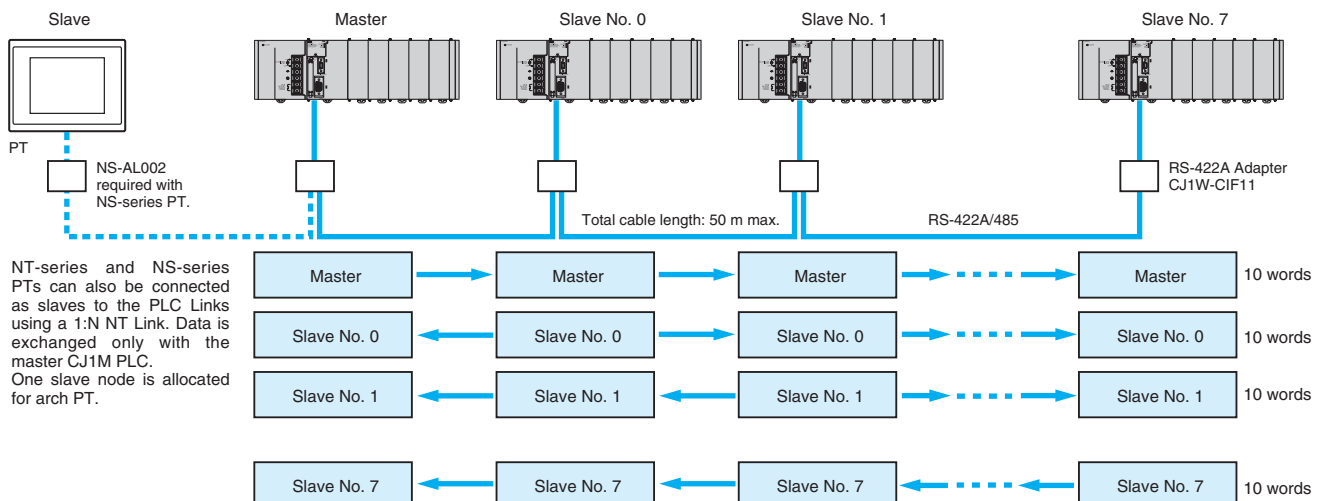 Slave
Master
Slave No. 0
Slave No. 1
Slave No. 7
PT
NS-AL002
required with
NS-series PT.
RS-422A Adapter
CJ1W-CIF11
Total cable length: 50 m max.
RS-422A/485
NT-series and NS-series
PTs can also be connected
as slaves to the PLC Links
using a 1:N NT Link. Data is
exchanged only with the
master CJ1M PLC.
One slave node is allocated
for arch PT.
Master Master Master Master 10 words
Slave No. 0 Slave No. 0 Slave No. 0 Slave No. 0 10 words
Slave No. 1 Slave No. 1 Slave No. 1 Slave No. 1 10 words
Slave No. 7 Slave No. 7 Slave No. 7 Slave No. 7 10 words